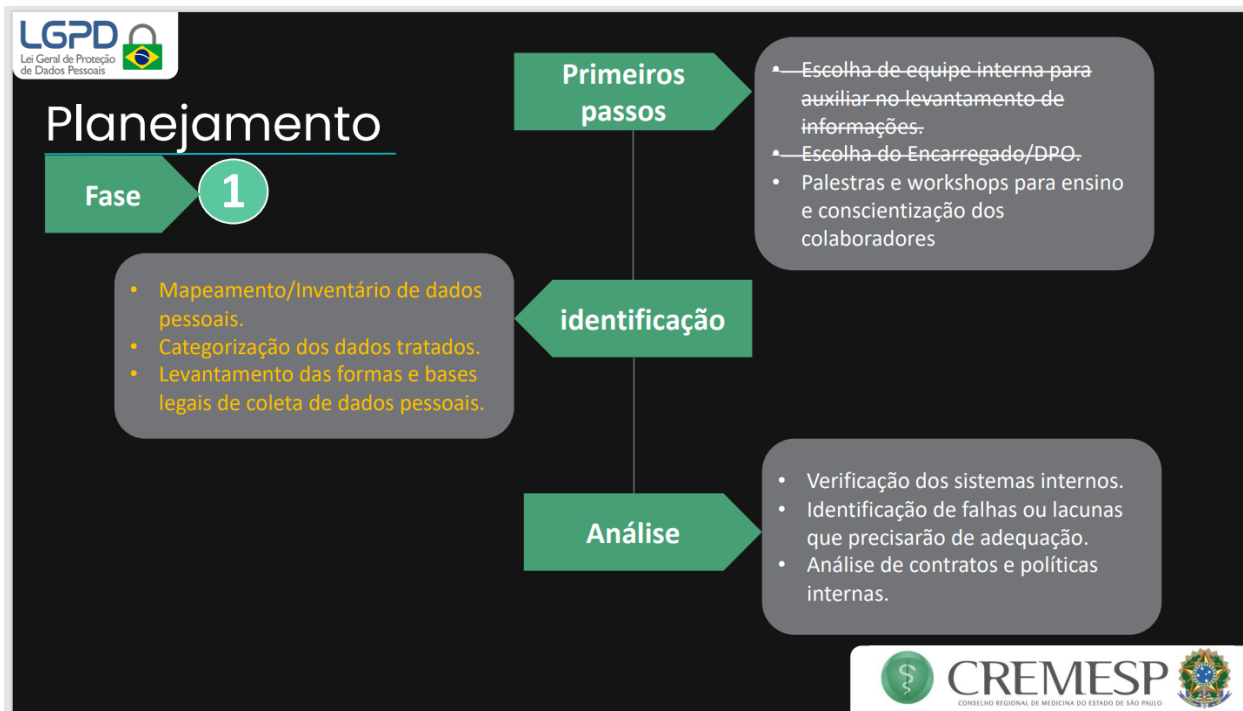 LGPD
Lei Geral de Proteção
de Dados Pessoais
Planejamento
Fase
1
Primeiros
passos
• Escolha de equipe interna para
auxiliar no levantamento de
informações.
• Escolha do Encarregado/DPO.
• Palestras e workshops para ensino
e conscientização dos
colaboradores
identificação
• Mapeamento/Inventário de dados
pessoais.
• Categorização dos dados tratados.
• Levantamento das formas e bases
legais de coleta de dados pessoais.
Análise
• Verificação dos sistemas internos.
• Identificação de falhas ou lacunas
que precisarão de adequação.
• Análise de contratos e políticas
internas.
CREMESP
CONSELHO REGIONAL DE MEDICINA DO ESTADO DE SÃO PAULO